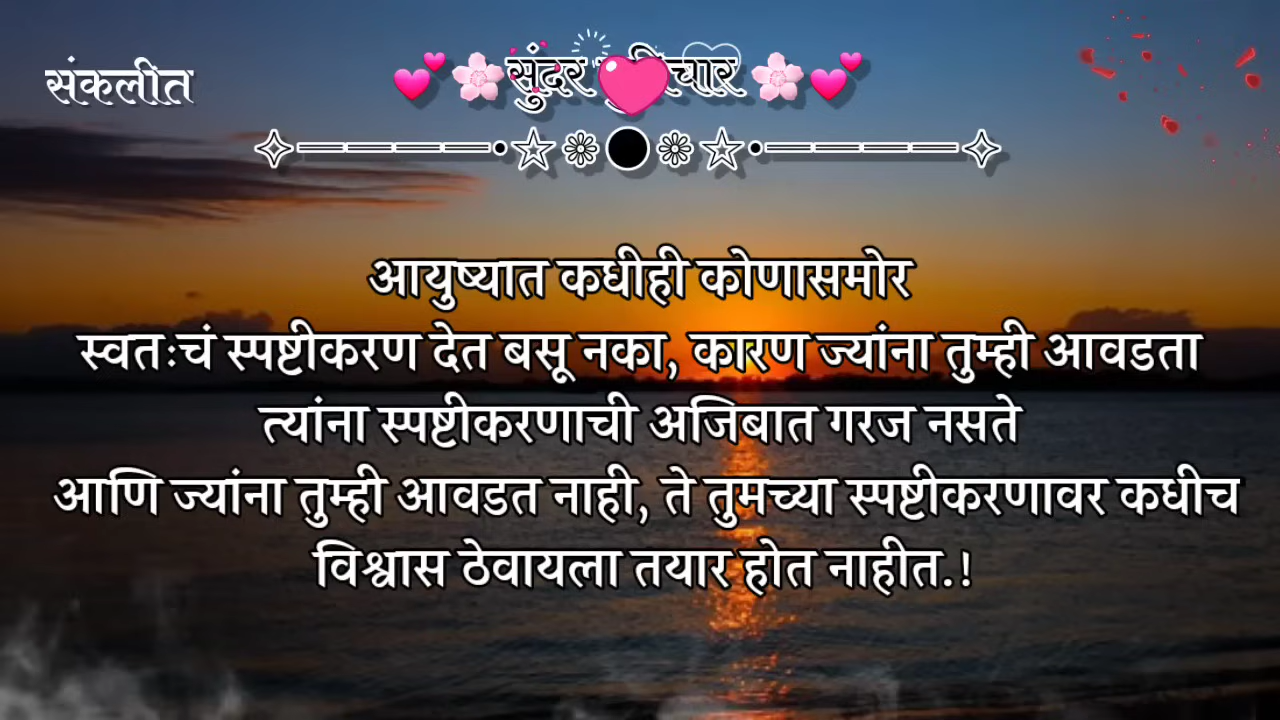 संकलीत
💕🌸सुंदर 🌸💕
आयुष्यात कधीही कोणासमोर
स्वतःचं स्पष्टीकरण देत बसू नका, कारण ज्यांना तुम्ही आवडता
त्यांना स्पष्टीकरणाची अजिबात गरज नसते
आणि ज्यांना तुम्ही आवडत नाही, ते तुमच्या स्पष्टीकरणावर कधीच
विश्वास ठेवायला तयार होत नाहीत.!